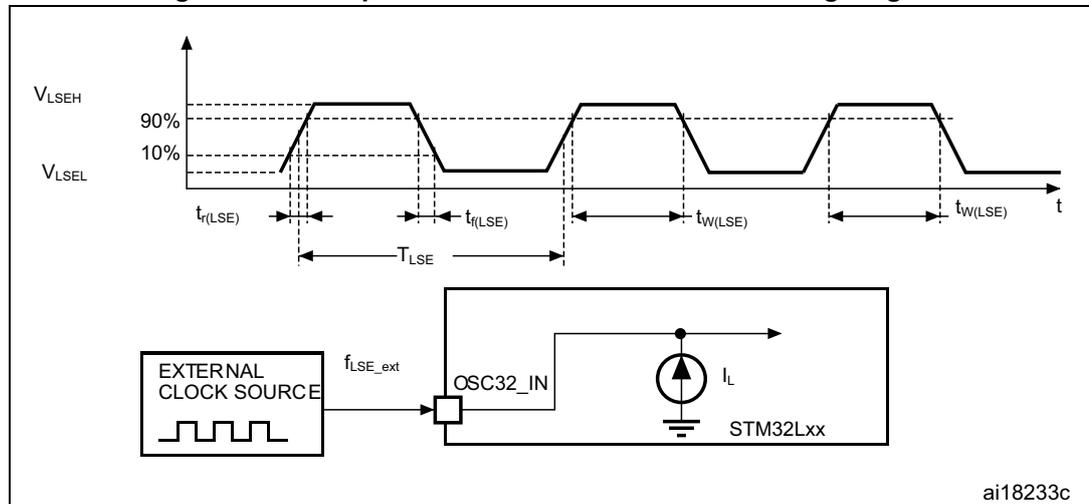 V_LSEH
90%
10%
V_LSEL
t_r(LSE)
t_f(LSE)
t_W(LSE)
t_W(LSE)
t
T_LSE
EXTERNAL
CLOCK SOURCE
f_LSE_ext
OSC32_IN
I_L
STM32Lxx
ai18233c